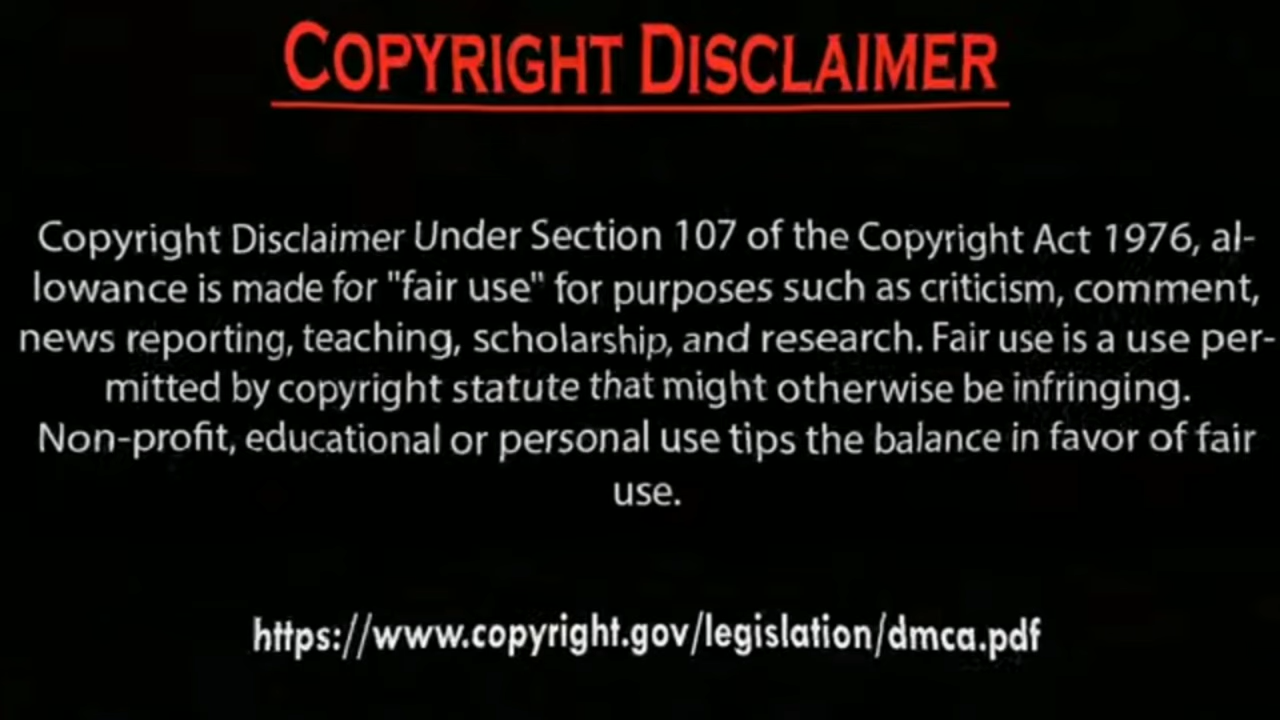 COPYRIGHT DISCLAIMER
Copyright Disclaimer Under Section 107 of the Copyright Act 1976, al-
lowance is made for "fair use" for purposes such as criticism, comment,
news reporting, teaching, scholarship, and research. Fair use is a use per-
mitted by copyright statute that might otherwise be infringing.
Non-profit, educational or personal use tips the balance in favor of fair
use.
https://www.copyright.gov/legislation/dmca.pdf